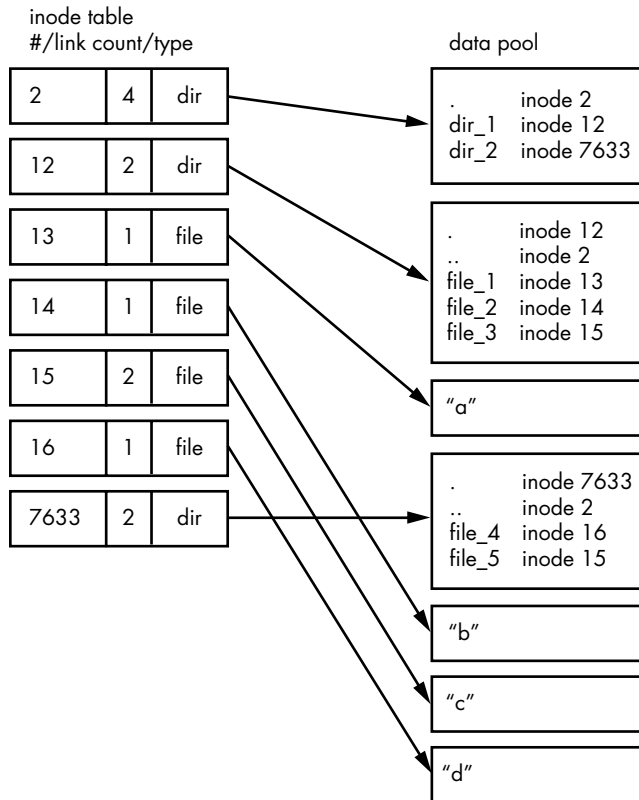 inode table
#/link count/type
data pool
2 4 dir
12 2 dir
13 1 file
14 1 file
15 2 file
16 1 file
7633 2 dir
. inode 2
dir_1 inode 12
dir_2 inode 7633
. inode 12
.. inode 2
file_1 inode 13
file_2 inode 14
file_3 inode 15
“a”
. inode 7633
.. inode 2
file_4 inode 16
file_5 inode 15
“b”
“c”
“d”